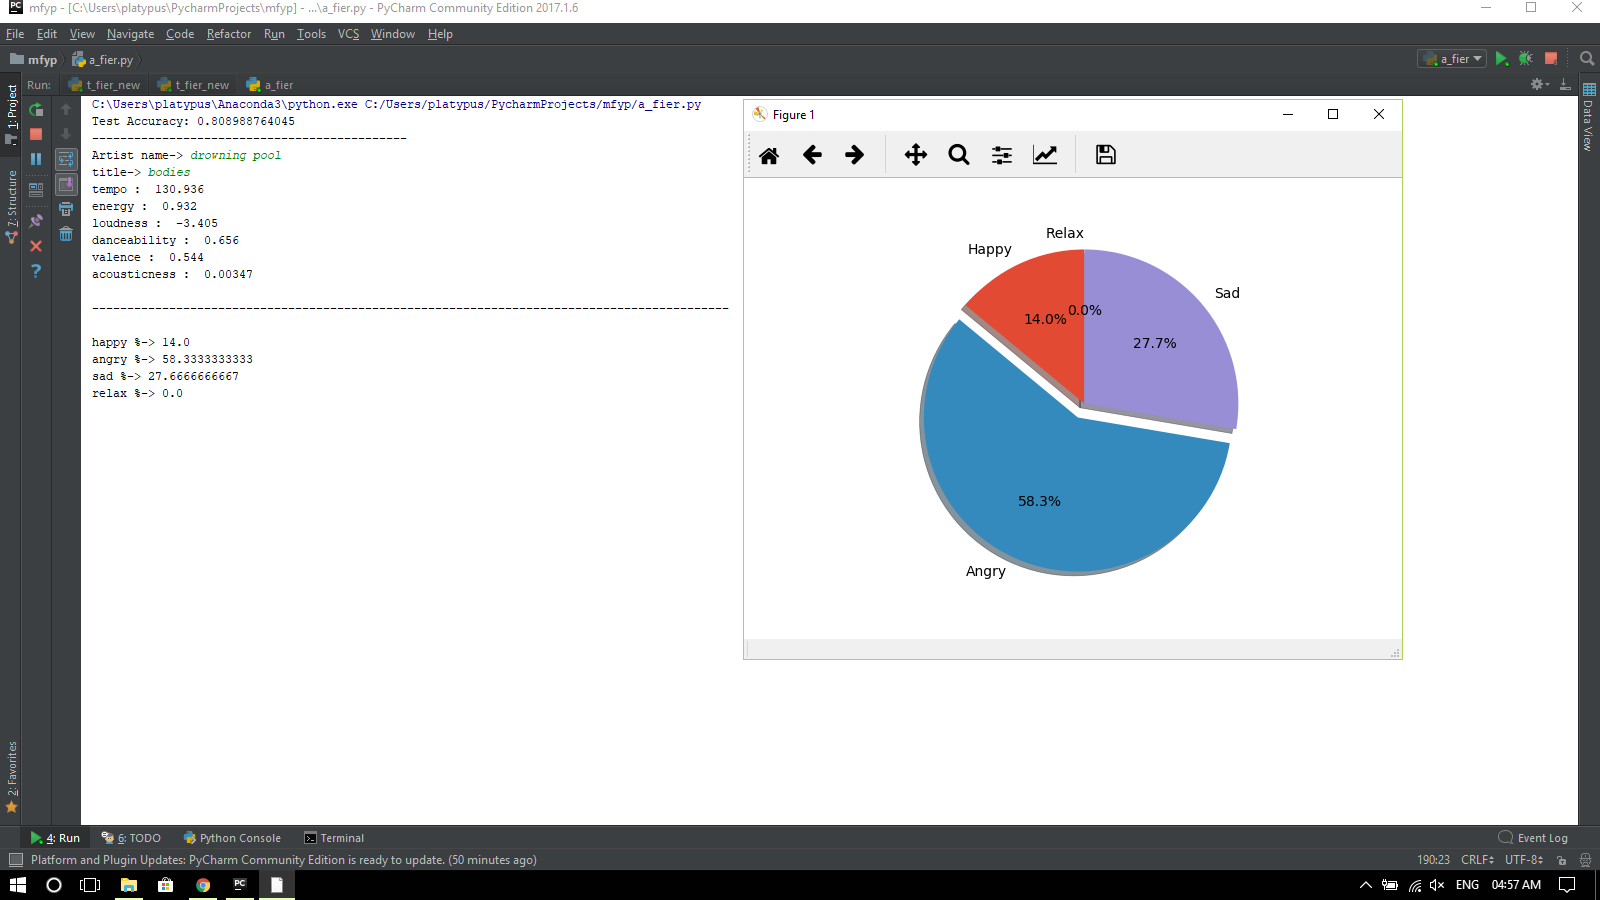 mfyp - [C:\Users\platypus\PycharmProjects\mfyp] - ...\a_fier.py - PyCharm Community Edition 2017.1.6
File Edit View Navigate Code Refactor Run Tools VCS Window Help
mfyp a_fier.py a_fier
Run: t_fier_new t_fier_new a_fier
1: Project
7: Structure
2: Favorites
Data View
C:\Users\platypus\Anaconda3\python.exe C:/Users/platypus/PycharmProjects/mfyp/a_fier.py
Test Accuracy: 0.808988764045
---------------------------------------------
Artist name-> drowning pool
title-> bodies
tempo :  130.936
energy :  0.932
loudness :  -3.405
danceability :  0.656
valence :  0.544
acousticness :  0.00347
-------------------------------------------------------------------------------------------
happy %-> 14.0
angry %-> 58.3333333333
sad %-> 27.6666666667
relax %-> 0.0
Figure 1
Relax
Happy
Sad
0.0%
14.0%
27.7%
58.3%
Angry
4: Run 6: TODO Python Console Terminal Event Log
Platform and Plugin Updates: PyCharm Community Edition is ready to update. (50 minutes ago) 190:23 CRLF UTF-8
PC ENG 04:57 AM